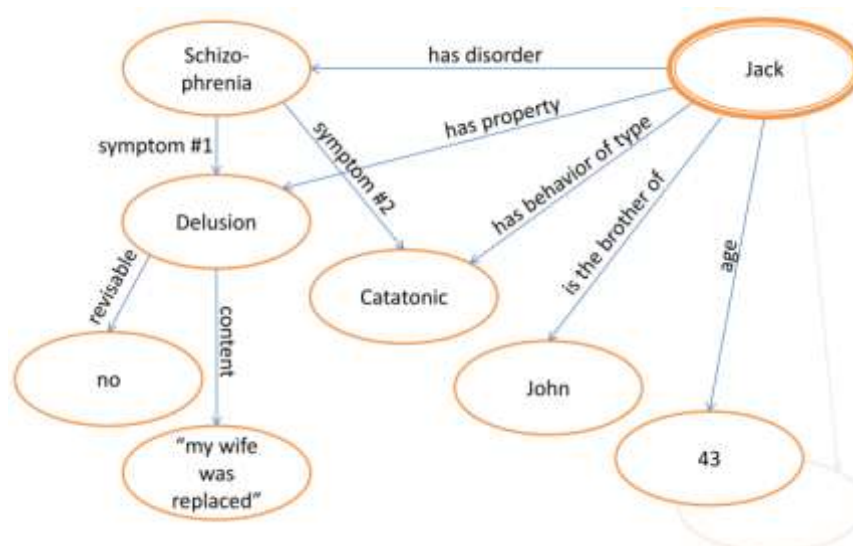 Schizo-
phrenia
has disorder
Jack
symptom #1
symptom #2
has property
has behavior of type
is the brother of
age
Delusion
Catatonic
revisable
content
no
John
"my wife
was
replaced"
43